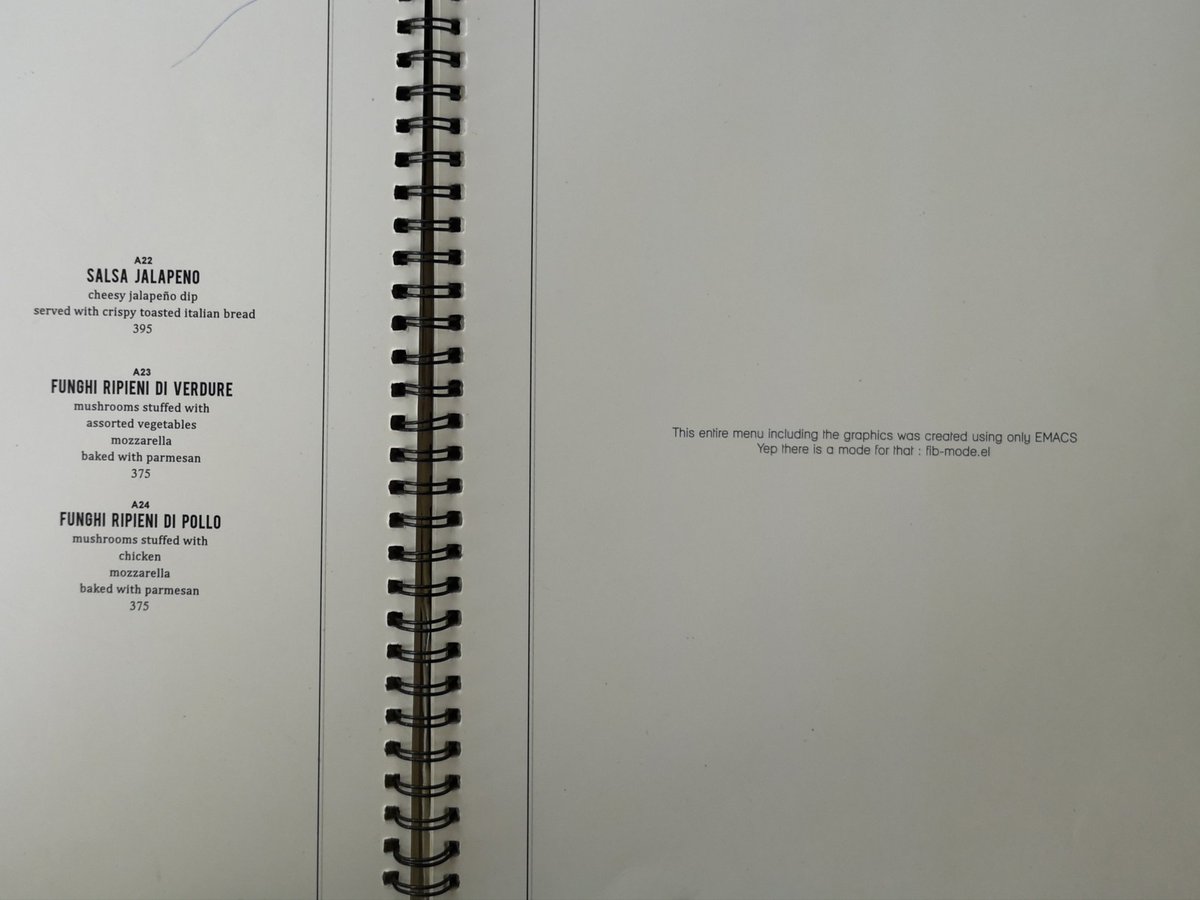 A22
SALSA JALAPENO
cheesy jalapeño dip
served with crispy toasted italian bread
395
A23
FUNGHI RIPIENI DI VERDURE
mushrooms stuffed with
assorted vegetables
mozzarella
baked with parmesan
375
A24
FUNGHI RIPIENI DI POLLO
mushrooms stuffed with
chicken
mozzarella
baked with parmesan
375
This entire menu including the graphics was created using only EMACS
Yep there is a mode for that : fib-mode.el